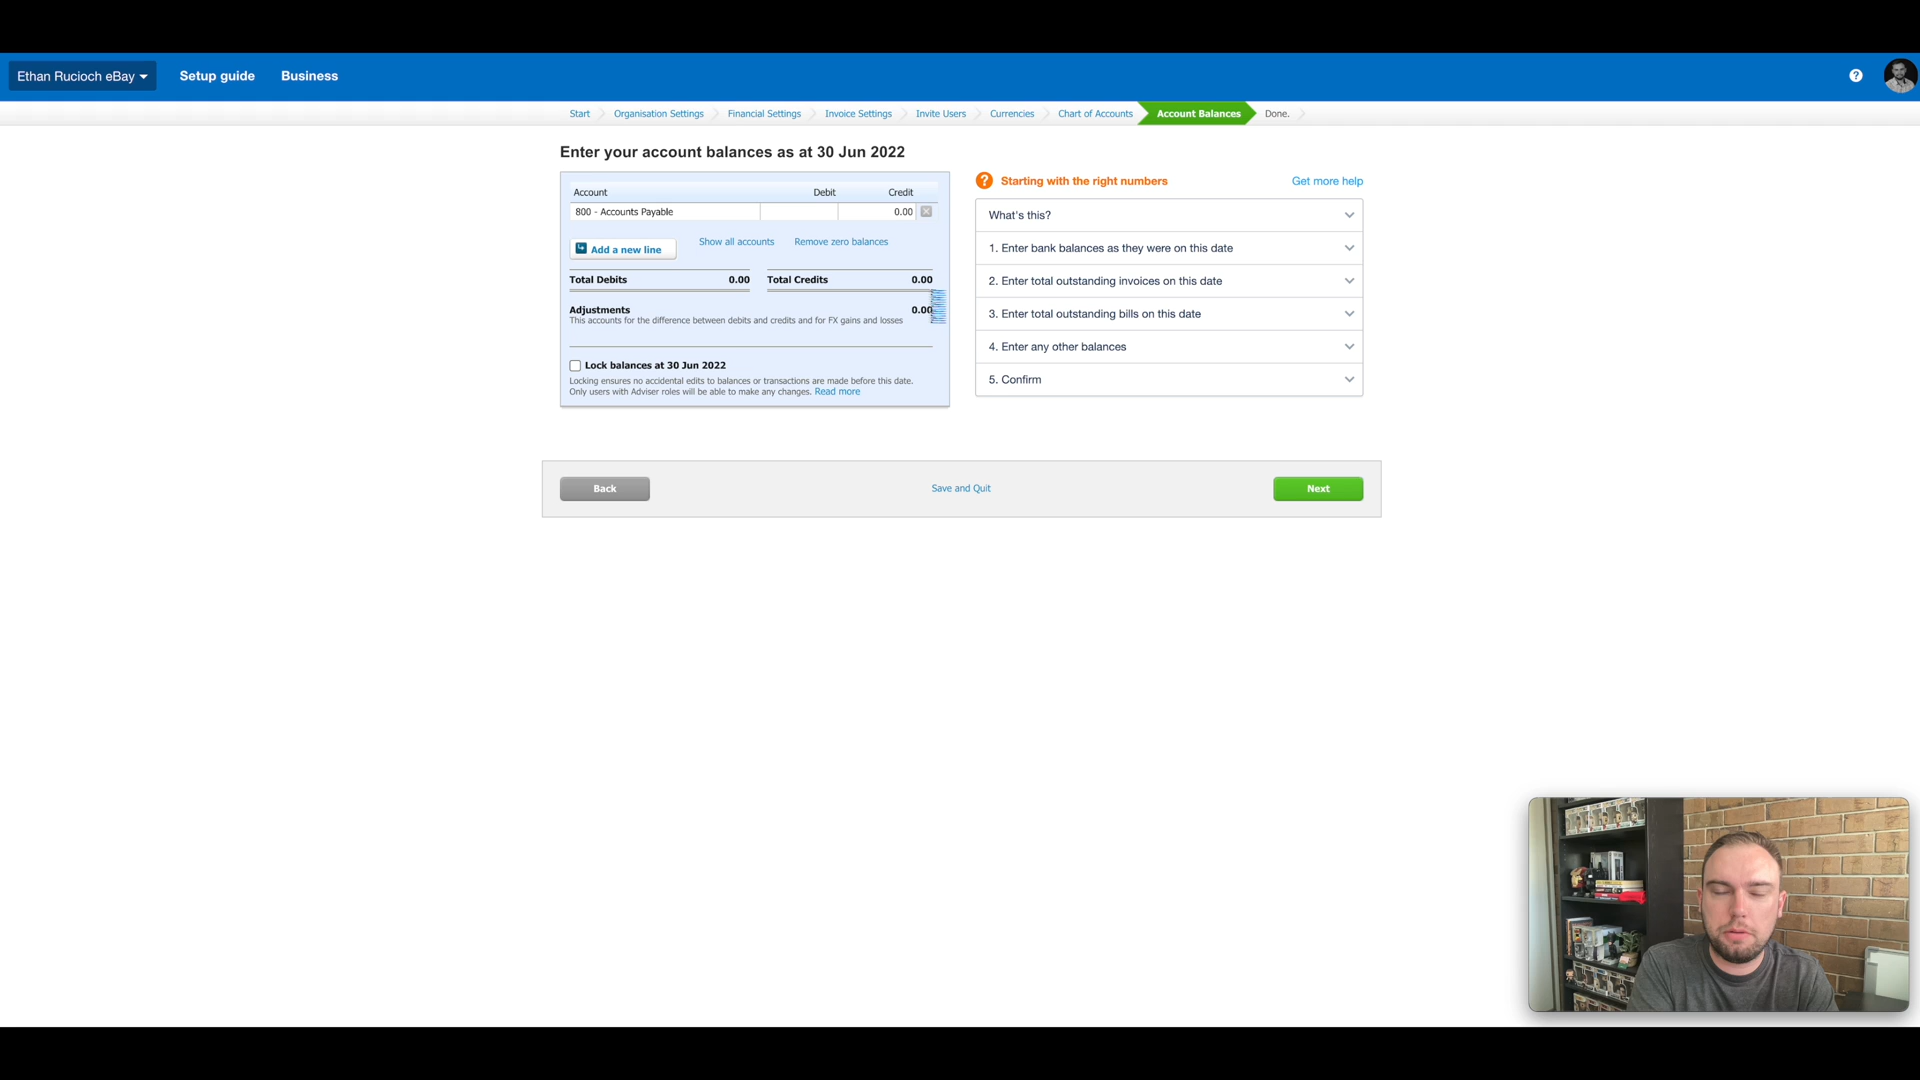 Ethan Rucioch eBay
Setup guide
Business
?
Start
Organisation Settings
Financial Settings
Invoice Settings
Invite Users
Currencies
Chart of Accounts
Account Balances
Done.
Enter your account balances as at 30 Jun 2022
Account Debit Credit
800 - Accounts Payable 0.00
Add a new line
Show all accounts
Remove zero balances
Total Debits 0.00 Total Credits 0.00
Adjustments 0.00
This accounts for the difference between debits and credits and for FX gains and losses
Lock balances at 30 Jun 2022
Locking ensures no accidental edits to balances or transactions are made before this date.
Only users with Adviser roles will be able to make any changes. Read more
? Starting with the right numbers
Get more help
What's this?
1. Enter bank balances as they were on this date
2. Enter total outstanding invoices on this date
3. Enter total outstanding bills on this date
4. Enter any other balances
5. Confirm
Back
Save and Quit
Next